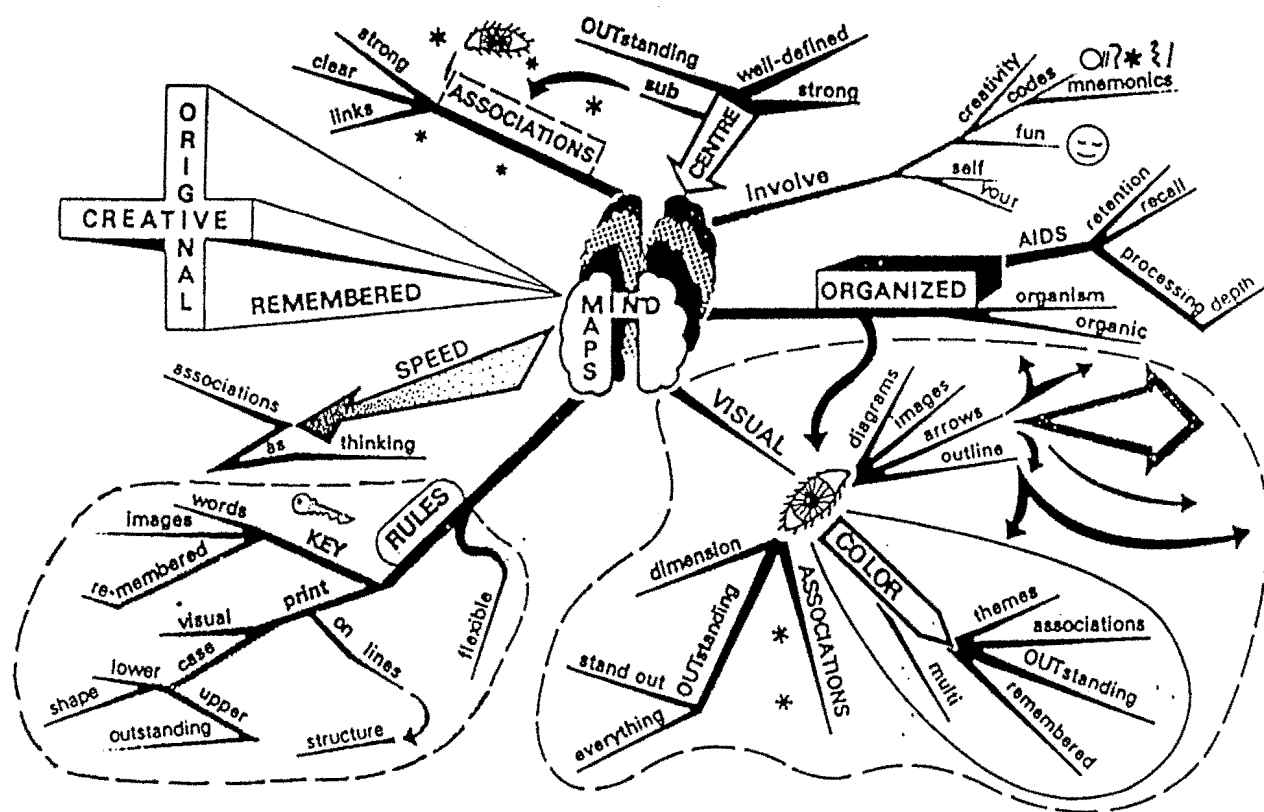 MIND
MAPS
ASSOCIATIONS
strong
clear
links
CENTRE
OUTstanding
sub
well-defined
strong
Involve
creativity
codes
mnemonics
fun
self
your
ORGANIZED
AIDS
retention
recall
processing
depth
organism
organic
VISUAL
diagrams
images
arrows
outline
COLOR
themes
associations
OUTstanding
remembered
multi
ASSOCIATIONS
OUTstanding
stand out
everything
dimension
RULES
KEY
words
images
re-membered
print
visual
case
lower
shape
upper
outstanding
on
lines
structure
flexible
SPEED
associations
as
thinking
ORIGINAL
CREATIVE
REMEMBERED